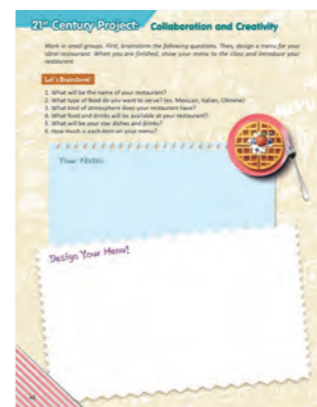 21st Century Project: Collaboration and Creativity
Work in small groups. First, brainstorm the following questions. Then, design a menu for your
ideal restaurant. When you are finished, show your menu to the class and introduce your
restaurant.
Let's Brainstorm!
1. What will be the name of your restaurant?
2. What type of food do you want to serve? (ex. Mexican, Italian, Chinese)
3. What kind of atmosphere does your restaurant have?
4. What food and drinks will be available at your restaurant?
5. What will be your star dishes and drinks?
6. How much is each item on your menu?
Your Notes
Design Your Menu!